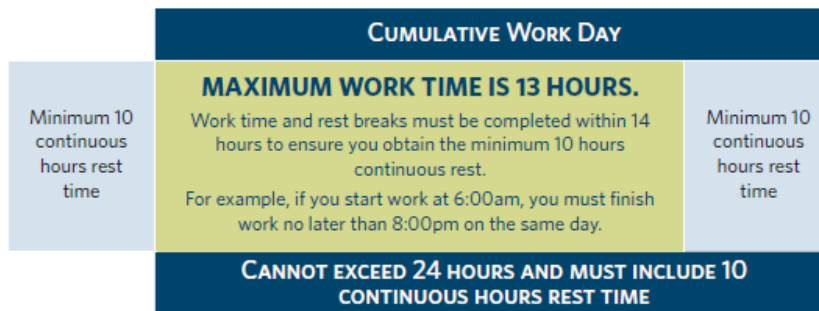 CUMULATIVE WORK DAY
Minimum 10
continuous
hours rest
time
MAXIMUM WORK TIME IS 13 HOURS.
Work time and rest breaks must be completed within 14
hours to ensure you obtain the minimum 10 hours
continuous rest.
For example, if you start work at 6:00am, you must finish
work no later than 8:00pm on the same day.
Minimum 10
continuous
hours rest
time
CANNOT EXCEED 24 HOURS AND MUST INCLUDE 10
CONTINUOUS HOURS REST TIME